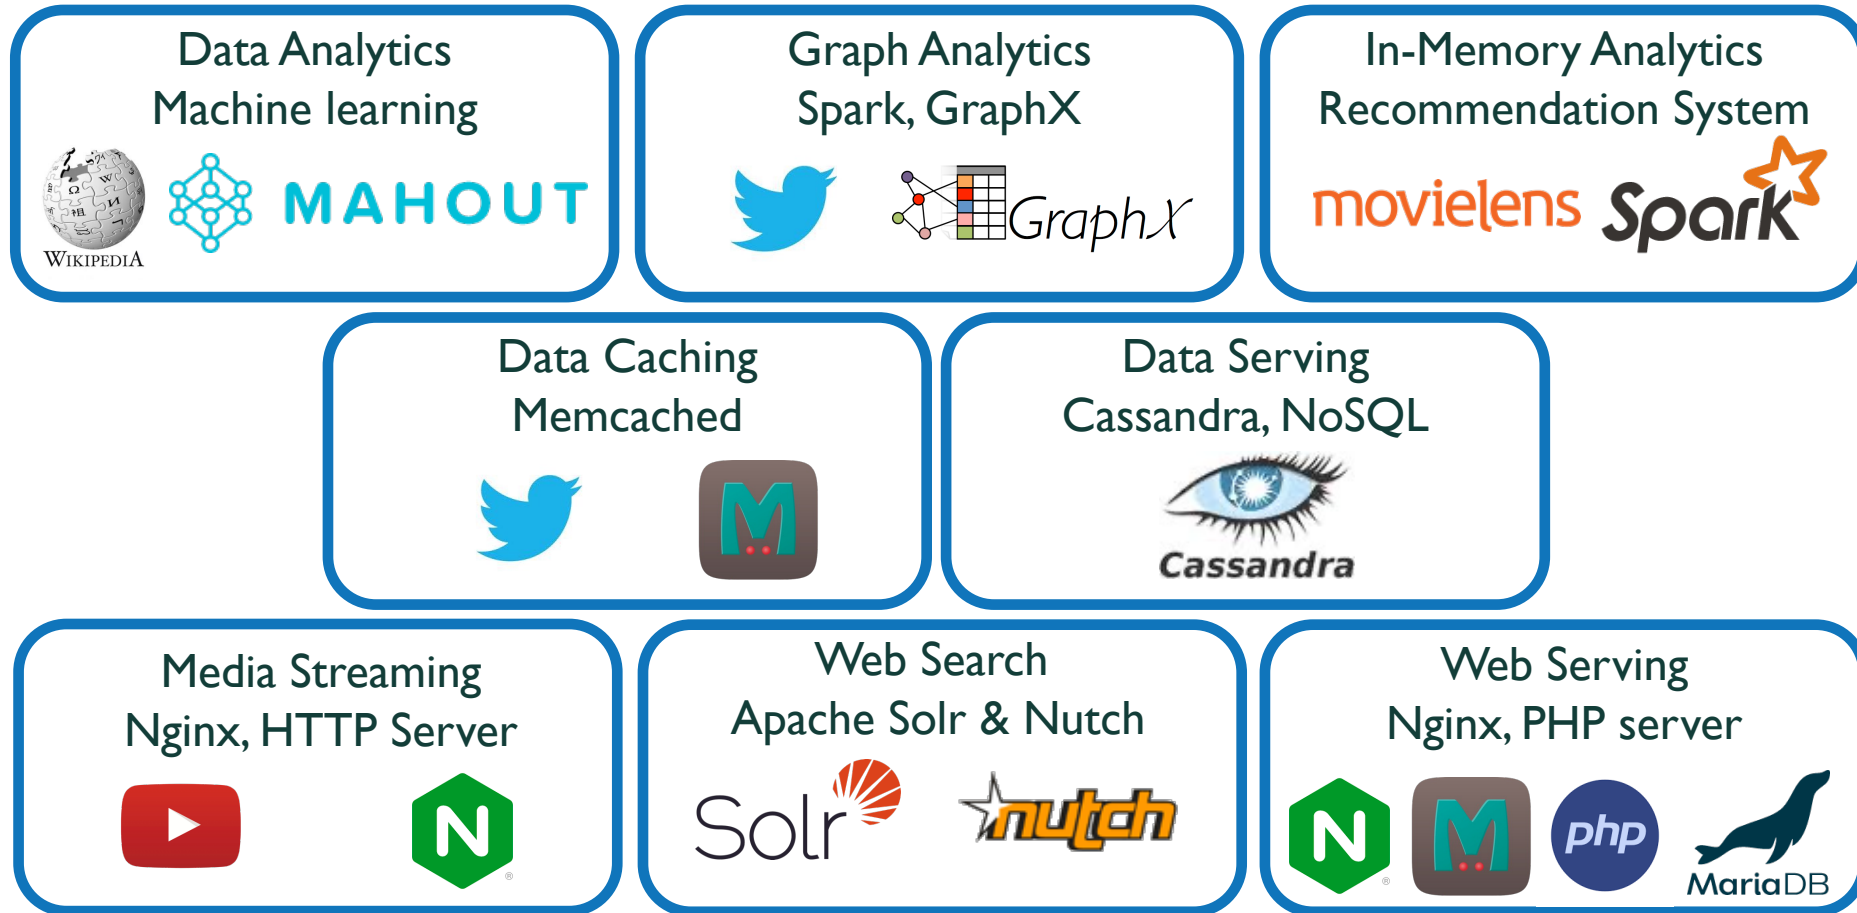 Data Analytics
Machine learning
WIKIPEDIA
MAHOUT
Graph Analytics
Spark, GraphX
GraphX
In-Memory Analytics
Recommendation System
movielens
Spark
Data Caching
Memcached
M
Data Serving
Cassandra, NoSQL
Cassandra
Media Streaming
Nginx, HTTP Server
N
®
Web Search
Apache Solr & Nutch
Solr
nutch
Web Serving
Nginx, PHP server
N
®
M
php
MariaDB